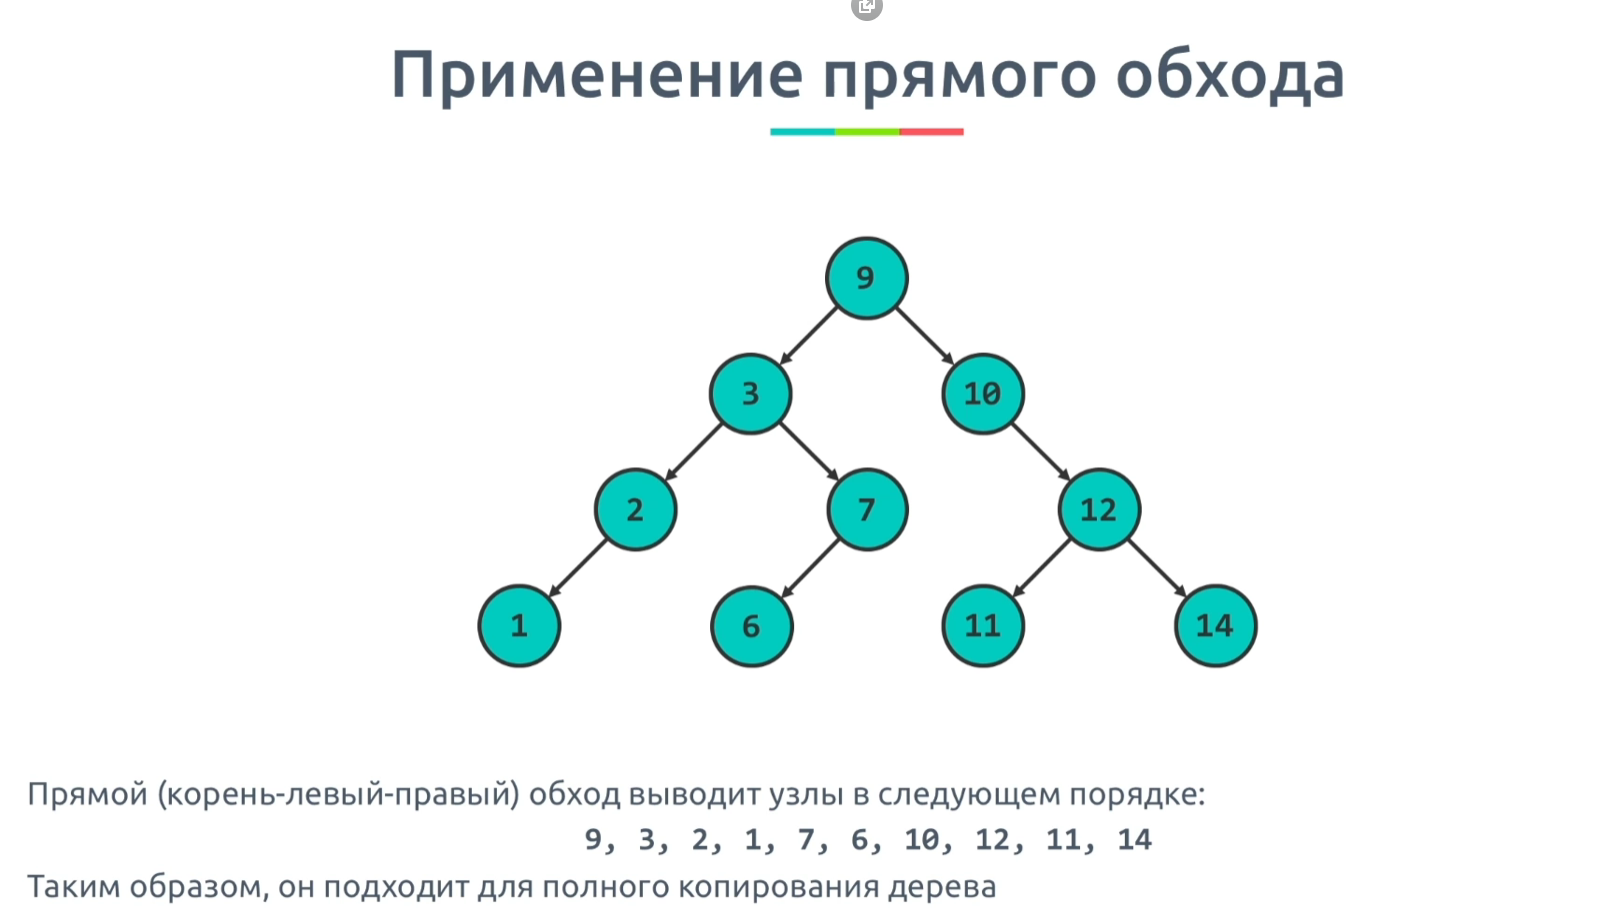 Применение прямого обхода
9
3
10
2
7
12
1
6
11
14
Прямой (корень-левый-правый) обход выводит узлы в следующем порядке:
9, 3, 2, 1, 7, 6, 10, 12, 11, 14
Таким образом, он подходит для полного копирования дерева